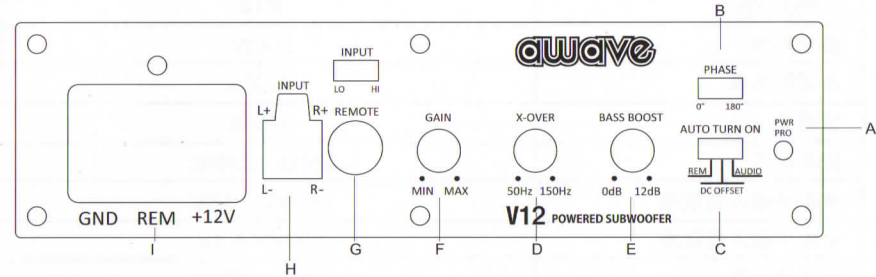 B
awave
INPUT
LO HI
PHASE
0° 180°
INPUT
L+ R+
L- R-
REMOTE
GAIN
MIN MAX
X-OVER
50Hz 150Hz
BASS BOOST
0dB 12dB
AUTO TURN ON
REM AUDIO
DC OFFSET
PWR
PRO
A
GND REM +12V
V12 POWERED SUBWOOFER
I
H
G
F
D
E
C